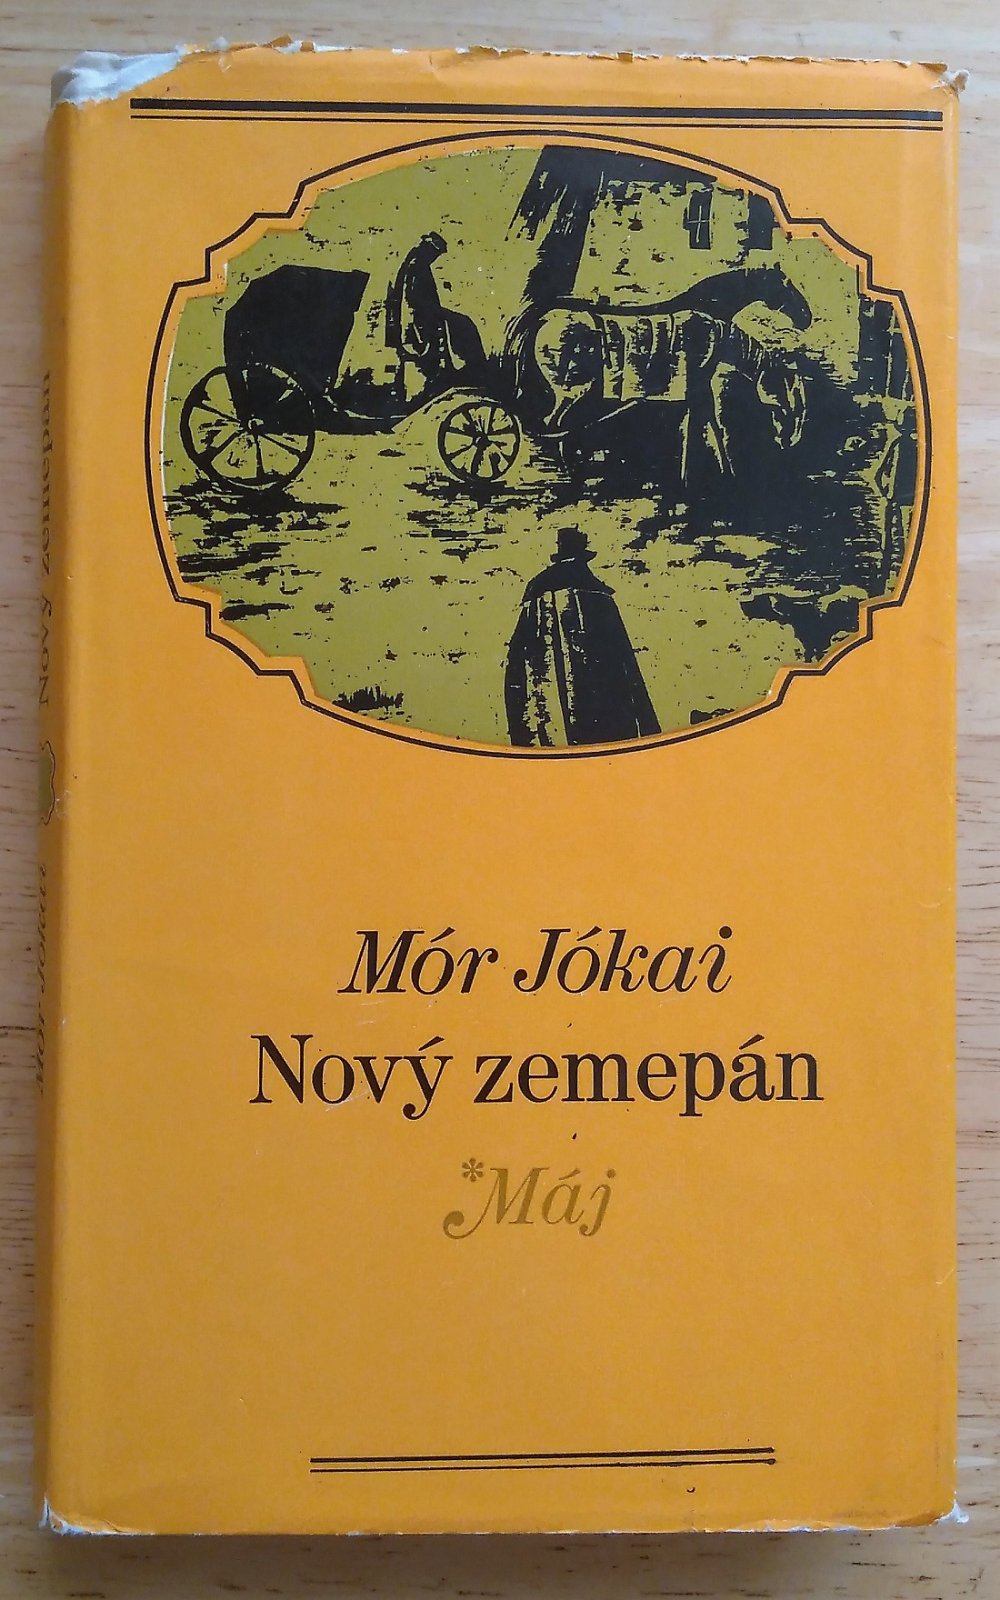 Mór Jókai
Nový zemepán
*Máj
Mór Jókai Nový zemepán